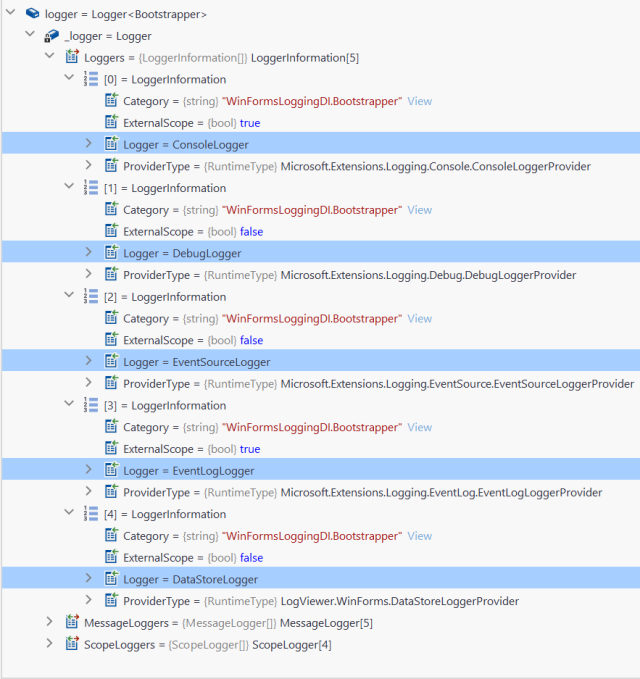 logger = Logger<Bootstrapper>
_logger = Logger
Loggers = {LoggerInformation[]} LoggerInformation[5]
[0] = LoggerInformation
Category = {string} "WinFormsLoggingDI.Bootstrapper" View
ExternalScope = {bool} true
Logger = ConsoleLogger
ProviderType = {RuntimeType} Microsoft.Extensions.Logging.Console.ConsoleLoggerProvider
[1] = LoggerInformation
Category = {string} "WinFormsLoggingDI.Bootstrapper" View
ExternalScope = {bool} false
Logger = DebugLogger
ProviderType = {RuntimeType} Microsoft.Extensions.Logging.Debug.DebugLoggerProvider
[2] = LoggerInformation
Category = {string} "WinFormsLoggingDI.Bootstrapper" View
ExternalScope = {bool} false
Logger = EventSourceLogger
ProviderType = {RuntimeType} Microsoft.Extensions.Logging.EventSource.EventSourceLoggerProvider
[3] = LoggerInformation
Category = {string} "WinFormsLoggingDI.Bootstrapper" View
ExternalScope = {bool} true
Logger = EventLogLogger
ProviderType = {RuntimeType} Microsoft.Extensions.Logging.EventLog.EventLogLoggerProvider
[4] = LoggerInformation
Category = {string} "WinFormsLoggingDI.Bootstrapper" View
ExternalScope = {bool} false
Logger = DataStoreLogger
ProviderType = {RuntimeType} LogViewer.WinForms.DataStoreLoggerProvider
MessageLoggers = {MessageLogger[]} MessageLogger[5]
ScopeLoggers = {ScopeLogger[]} ScopeLogger[4]